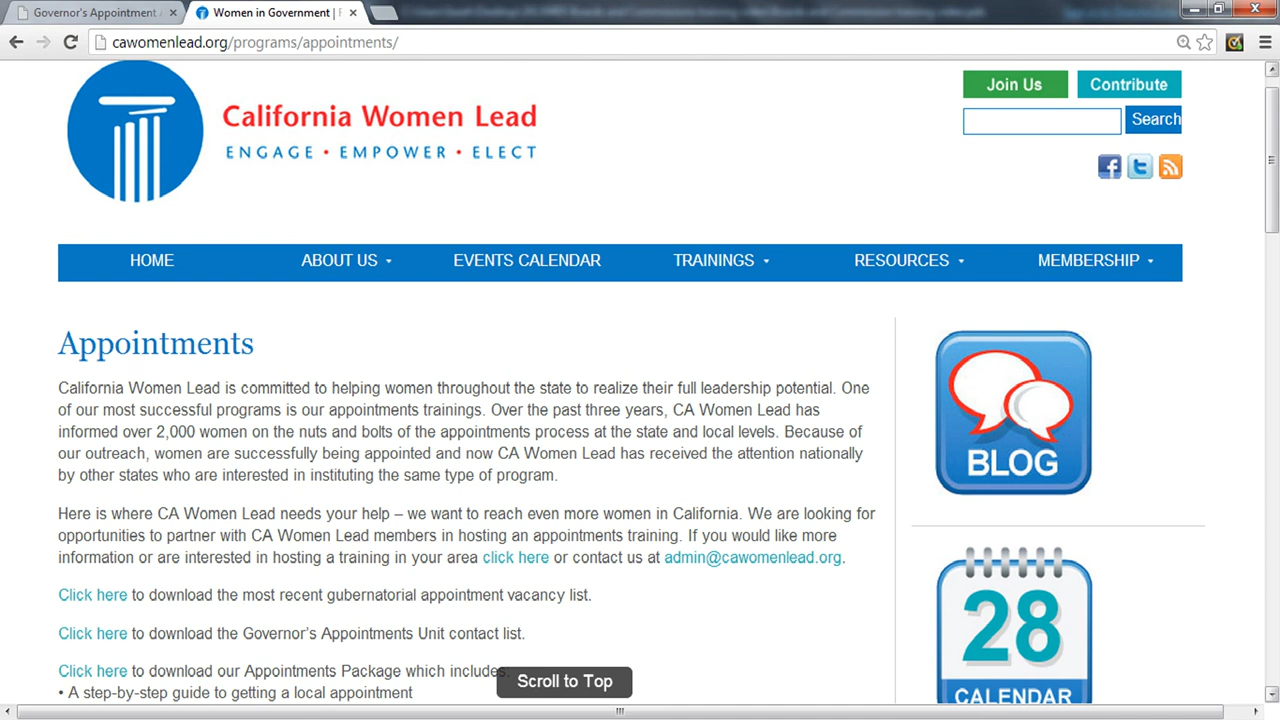 Governor's Appointment
Women in Government |
cawomenlead.org/programs/appointments/
Join Us
Contribute
California Women Lead
ENGAGE • EMPOWER • ELECT
Search
HOME
ABOUT US
EVENTS CALENDAR
TRAININGS
RESOURCES
MEMBERSHIP
Appointments
California Women Lead is committed to helping women throughout the state to realize their full leadership potential. One
of our most successful programs is our appointments trainings. Over the past three years, CA Women Lead has
informed over 2,000 women on the nuts and bolts of the appointments process at the state and local levels. Because of
our outreach, women are successfully being appointed and now CA Women Lead has received the attention nationally
by other states who are interested in instituting the same type of program.
Here is where CA Women Lead needs your help – we want to reach even more women in California. We are looking for
opportunities to partner with CA Women Lead members in hosting an appointments training. If you would like more
information or are interested in hosting a training in your area click here or contact us at admin@cawomenlead.org.
Click here to download the most recent gubernatorial appointment vacancy list.
Click here to download the Governor's Appointments Unit contact list.
Click here to download our Appointments Package which includes:
• A step-by-step guide to getting a local appointment
Scroll to Top
BLOG
28
CALENDAR